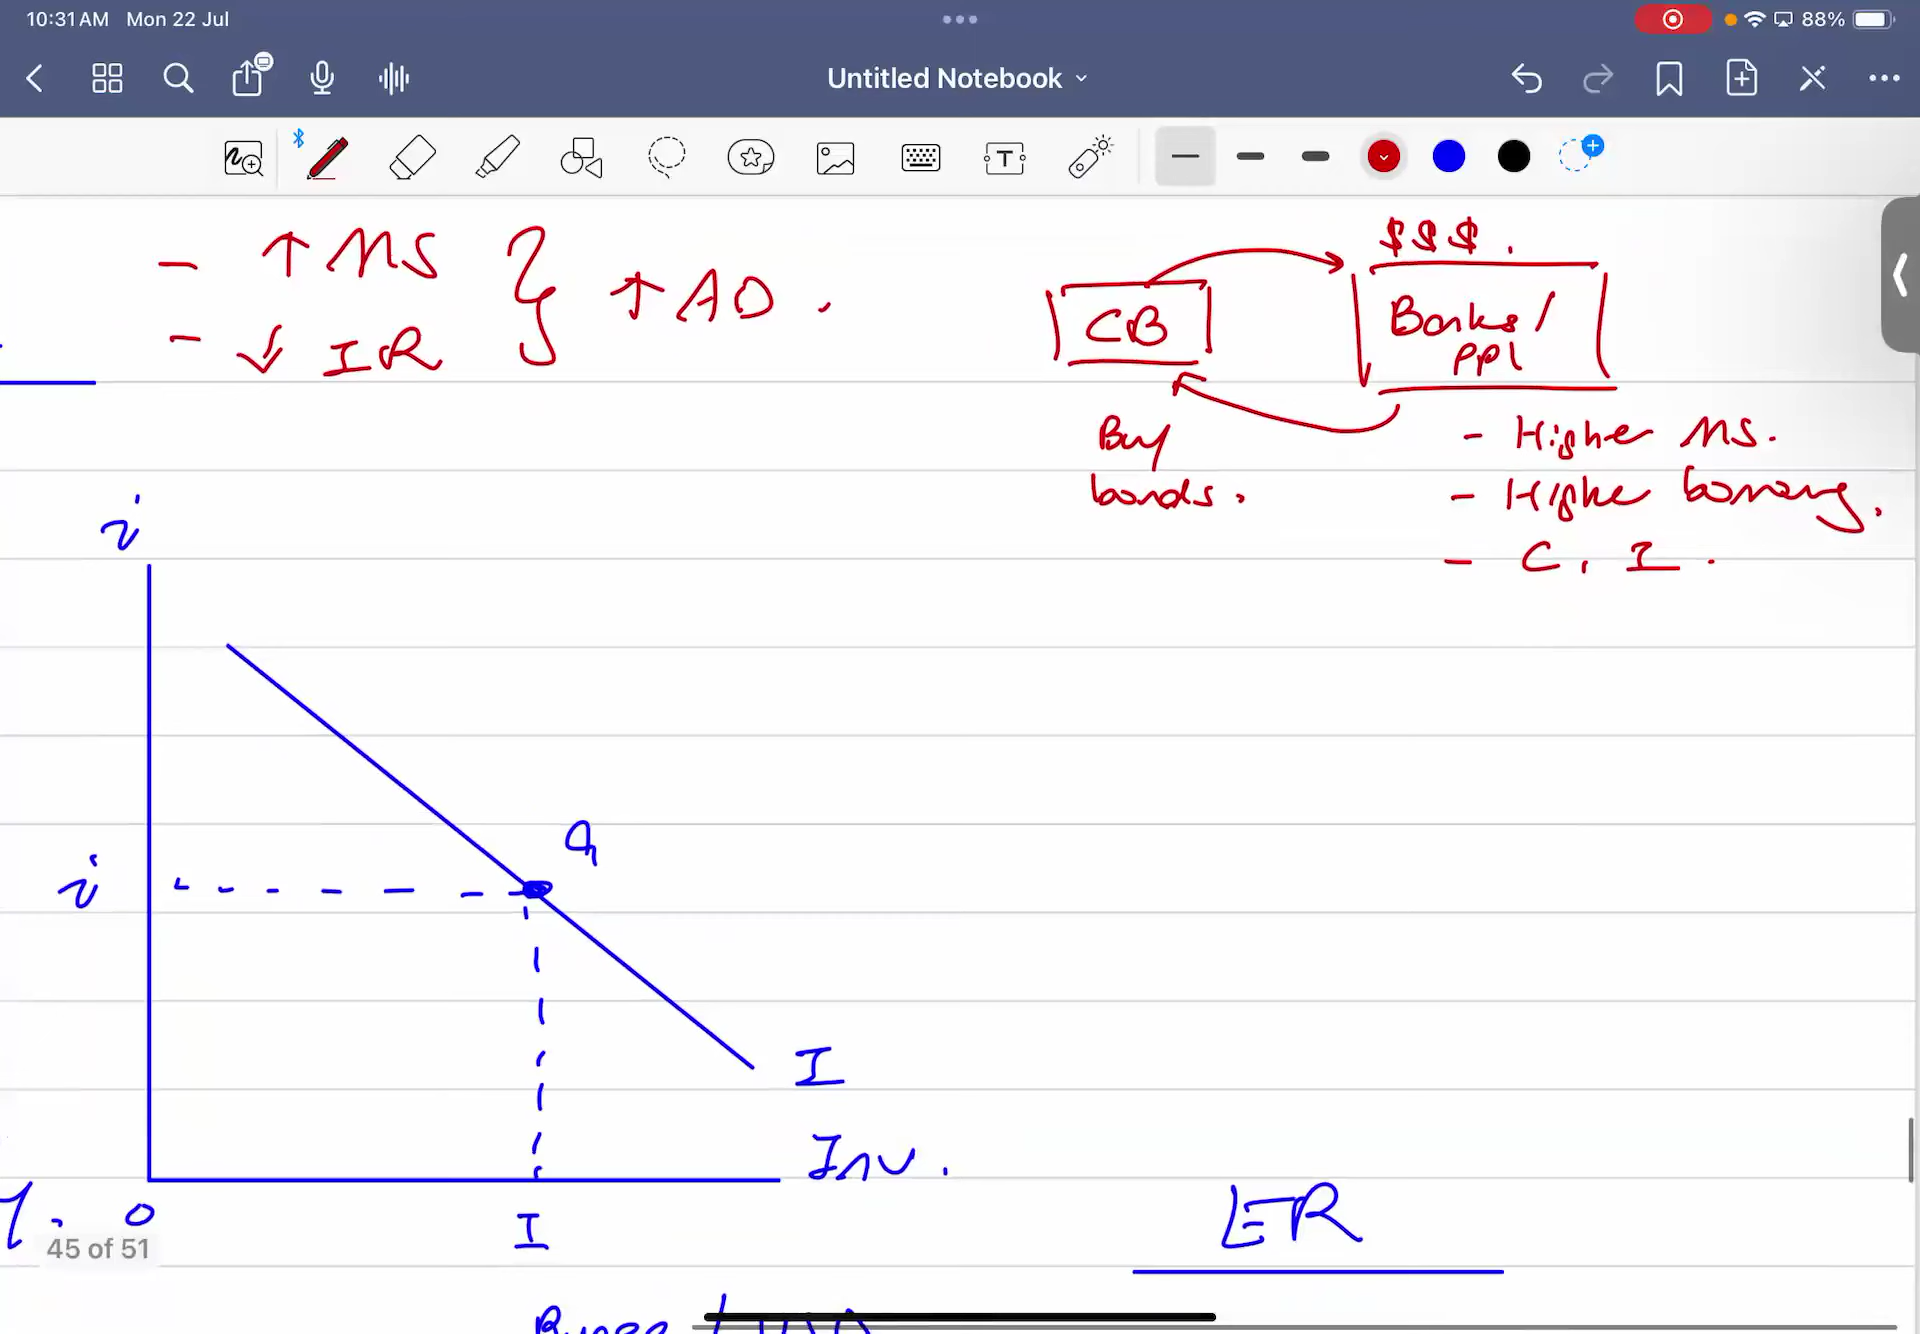 10:31 AM Mon 22 Jul
88%
Untitled Notebook
T
- ↑ MS
- ↓ IR
} ↑ AD.
$$$.
CB
Banks/
ppl
Buy
bonds.
- Higher MS.
- Higher borrowing.
- C, I.
i
a
i
I
Inv.
0
I
45 of 51
ER